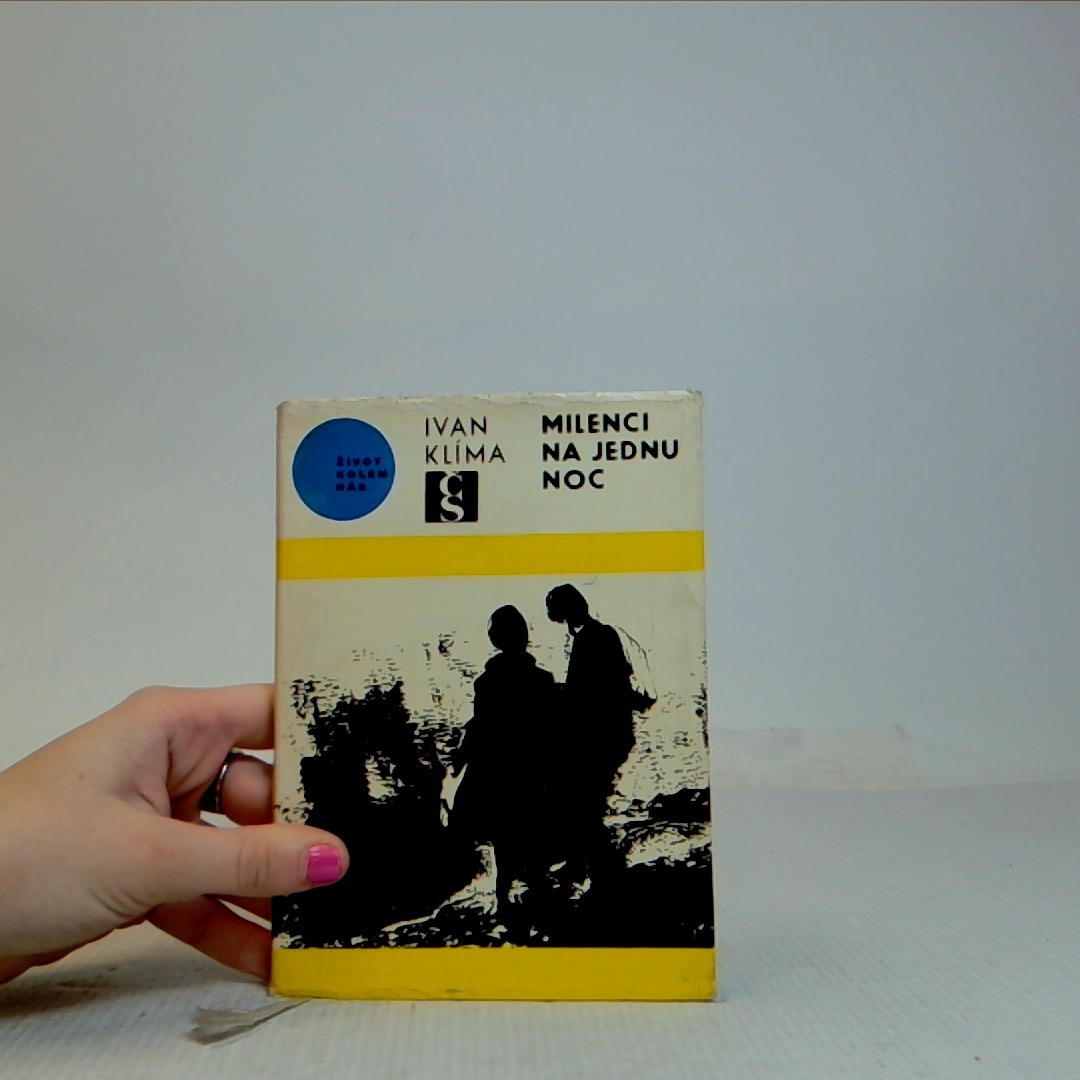 ŽIVOT
KOLEM
NÁS
IVAN
KLÍMA
ČS
MILENCI
NA JEDNU
NOC